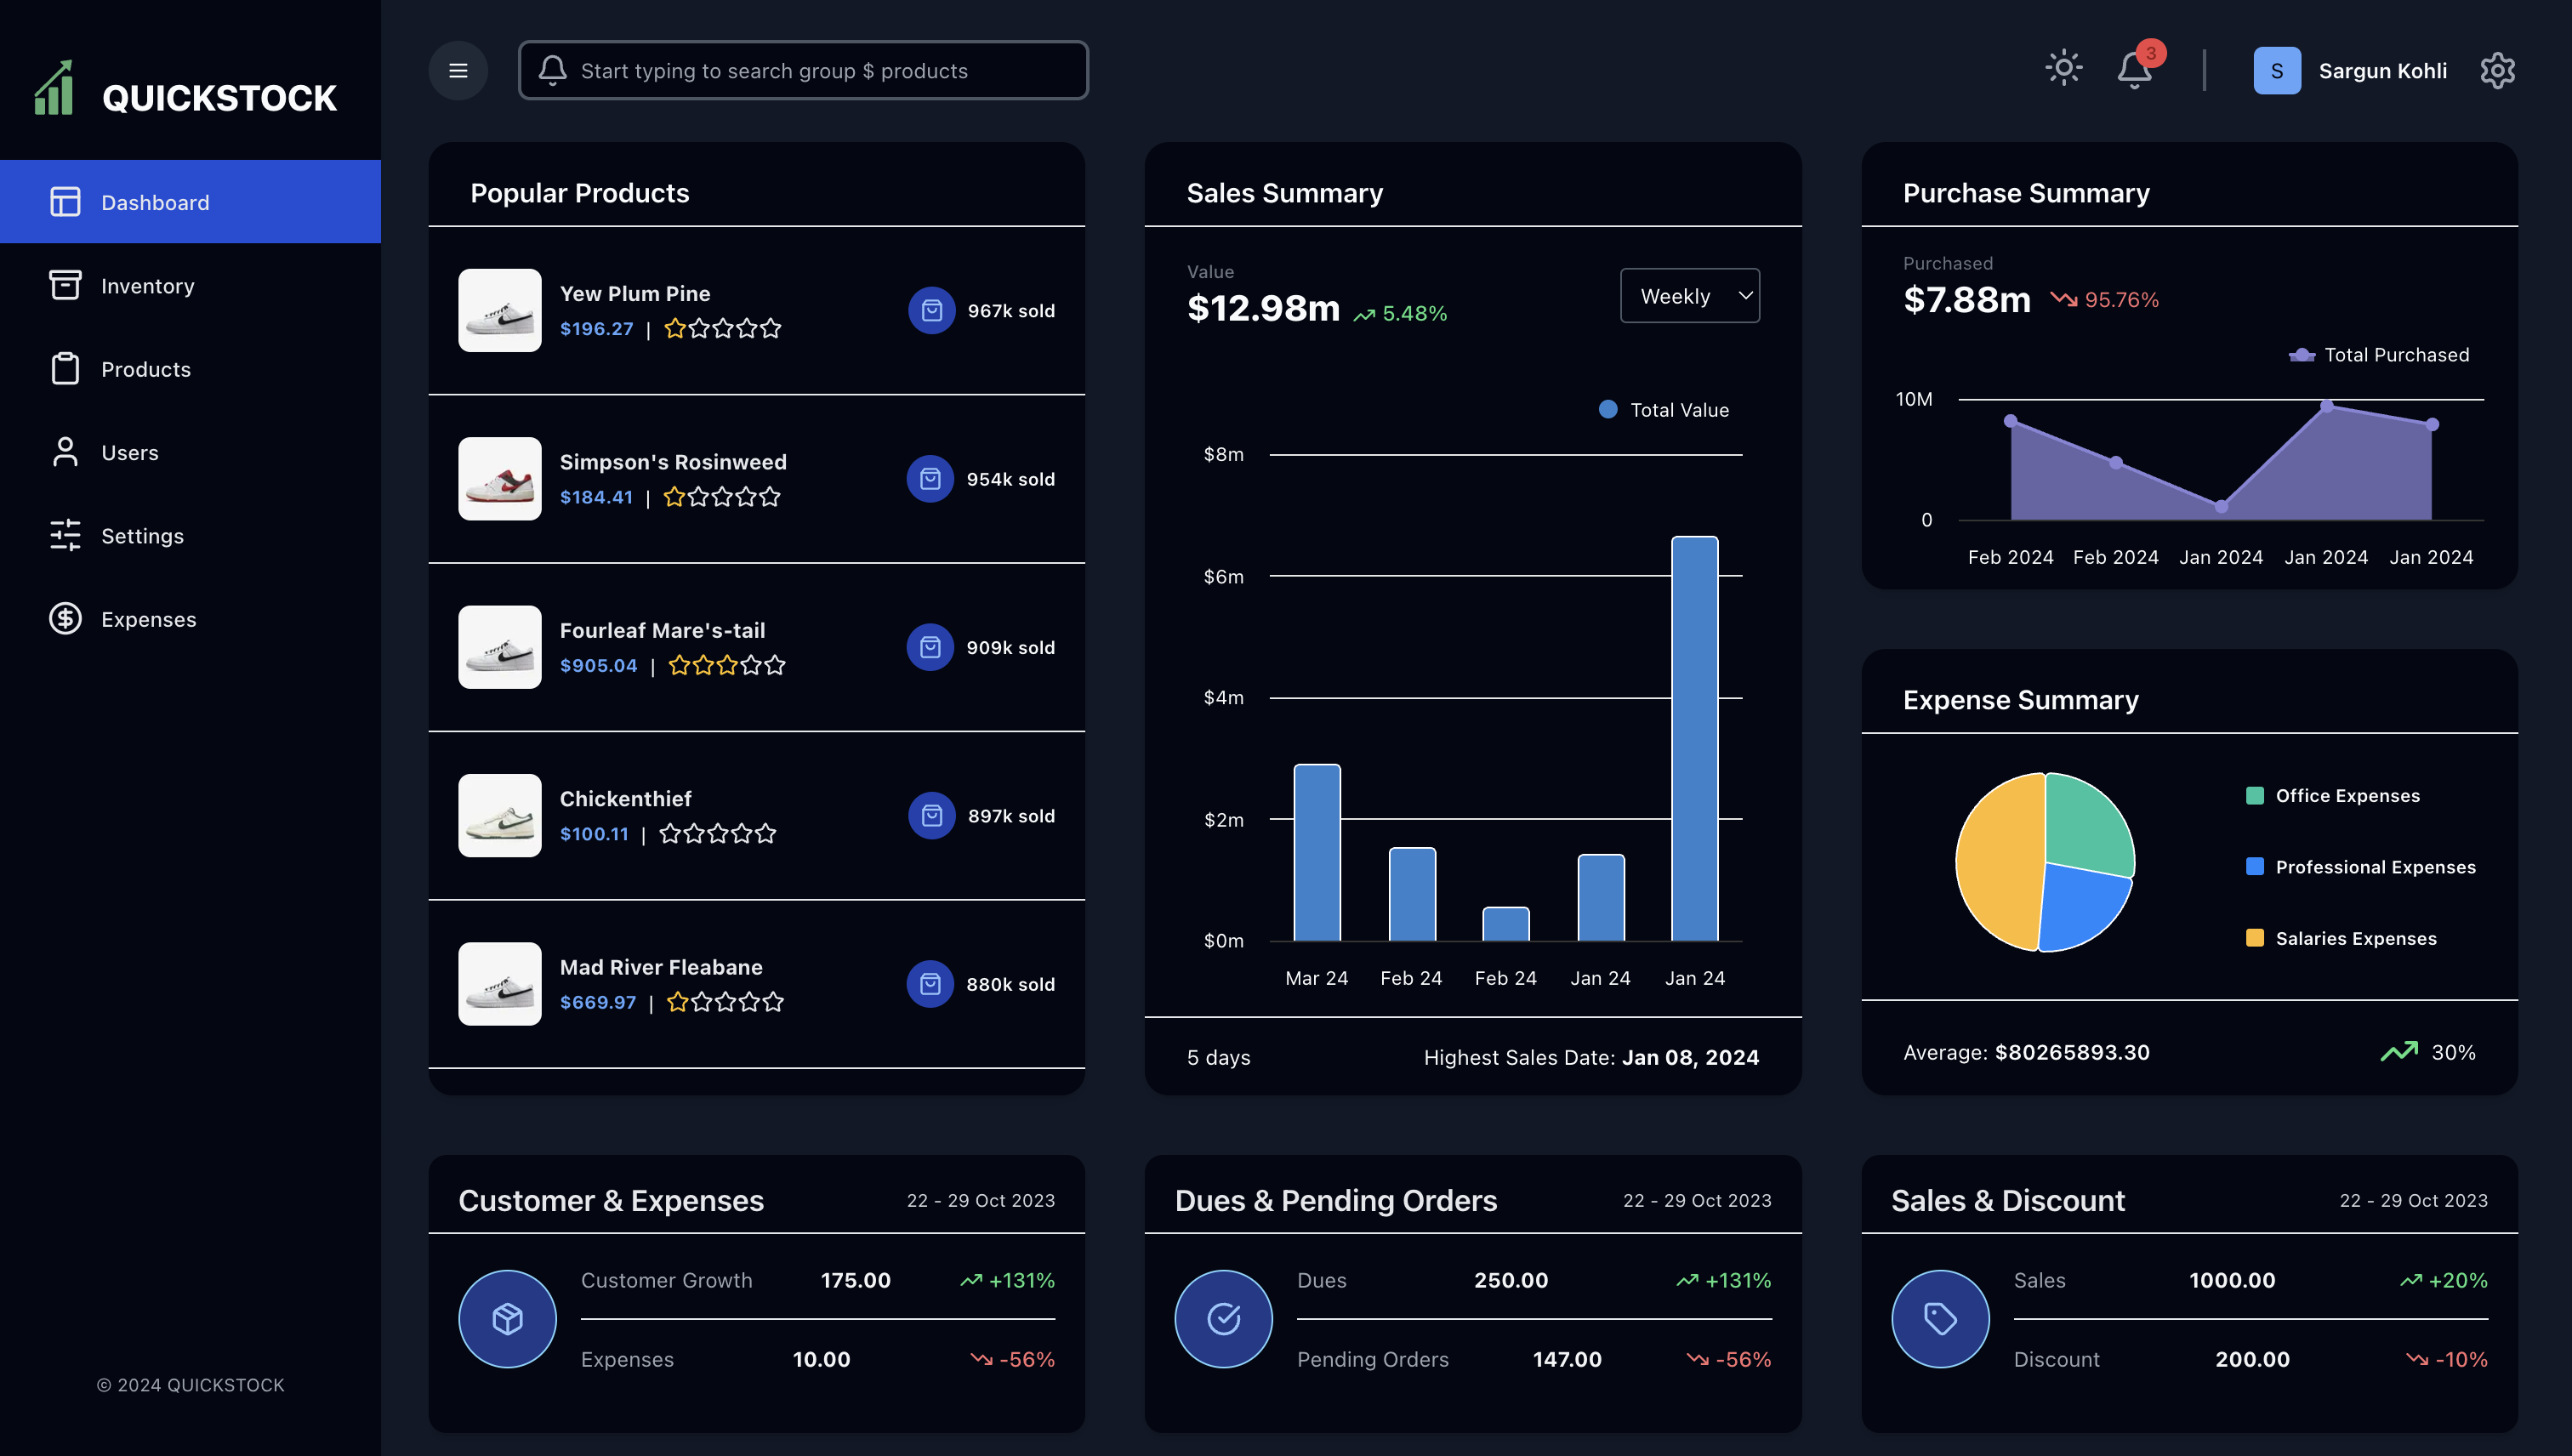 QUICKSTOCK
Dashboard
Inventory
Products
Users
Settings
Expenses
© 2024 QUICKSTOCK
Start typing to search group $ products
3
S
Sargun Kohli
Popular Products
Yew Plum Pine
$196.27 |
967k sold
Simpson's Rosinweed
$184.41 |
954k sold
Fourleaf Mare's-tail
$905.04 |
909k sold
Chickenthief
$100.11 |
897k sold
Mad River Fleabane
$669.97 |
880k sold
Sales Summary
Value
$12.98m 5.48%
Weekly
Total Value
$8m
$6m
$4m
$2m
$0m
Mar 24 Feb 24 Feb 24 Jan 24 Jan 24
5 days
Highest Sales Date: Jan 08, 2024
Purchase Summary
Purchased
$7.88m 95.76%
Total Purchased
10M
0
Feb 2024 Feb 2024 Jan 2024 Jan 2024 Jan 2024
Expense Summary
Office Expenses
Professional Expenses
Salaries Expenses
Average: $80265893.30
30%
Customer & Expenses
22 - 29 Oct 2023
Customer Growth 175.00 +131%
Expenses 10.00 -56%
Dues & Pending Orders
22 - 29 Oct 2023
Dues 250.00 +131%
Pending Orders 147.00 -56%
Sales & Discount
22 - 29 Oct 2023
Sales 1000.00 +20%
Discount 200.00 -10%